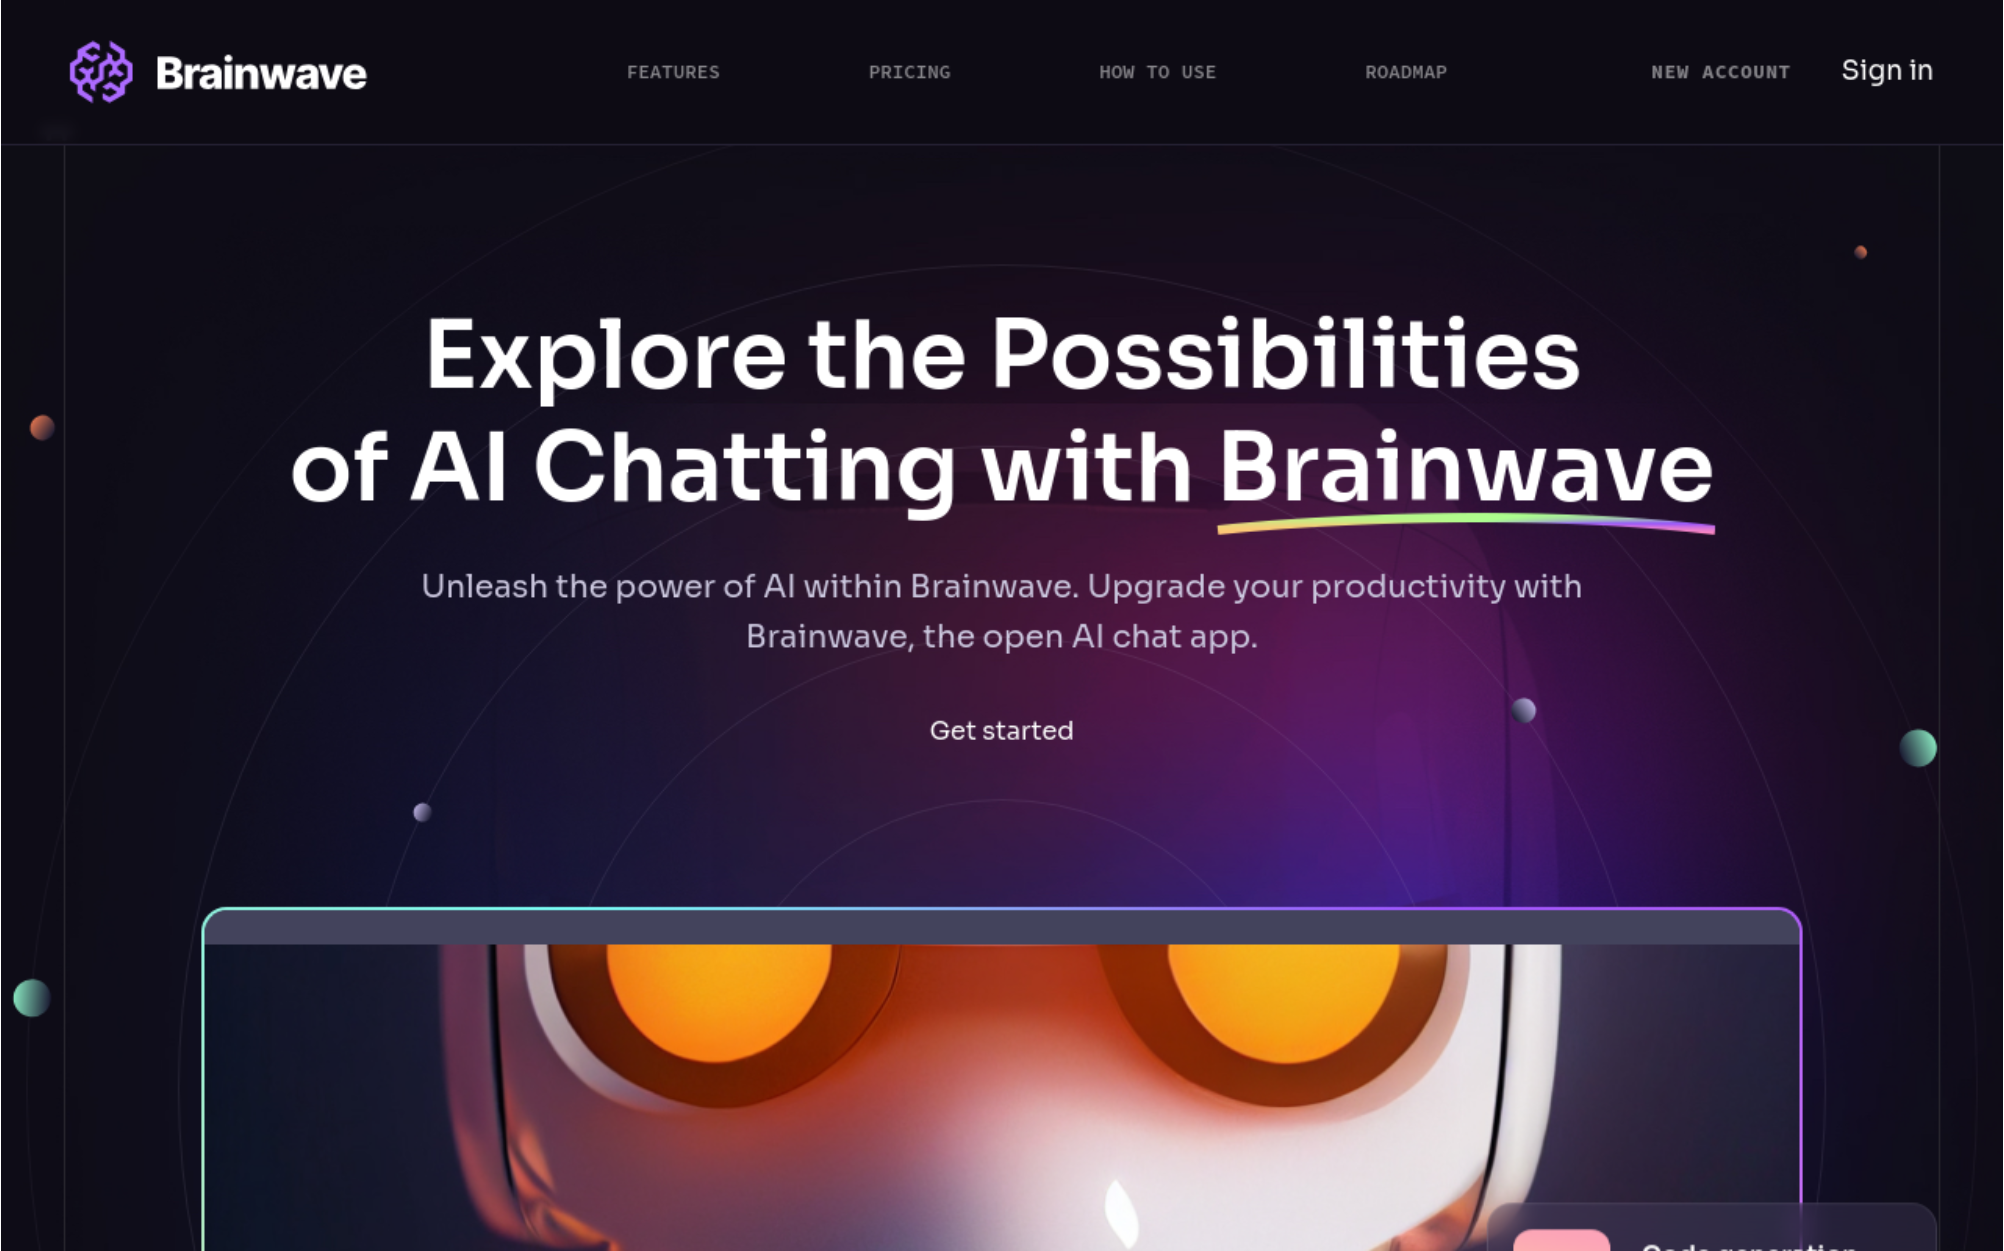 Brainwave
FEATURES
PRICING
HOW TO USE
ROADMAP
NEW ACCOUNT
Sign in
Explore the Possibilities
of AI Chatting with Brainwave
Unleash the power of AI within Brainwave. Upgrade your productivity with
Brainwave, the open AI chat app.
Get started
Code generation